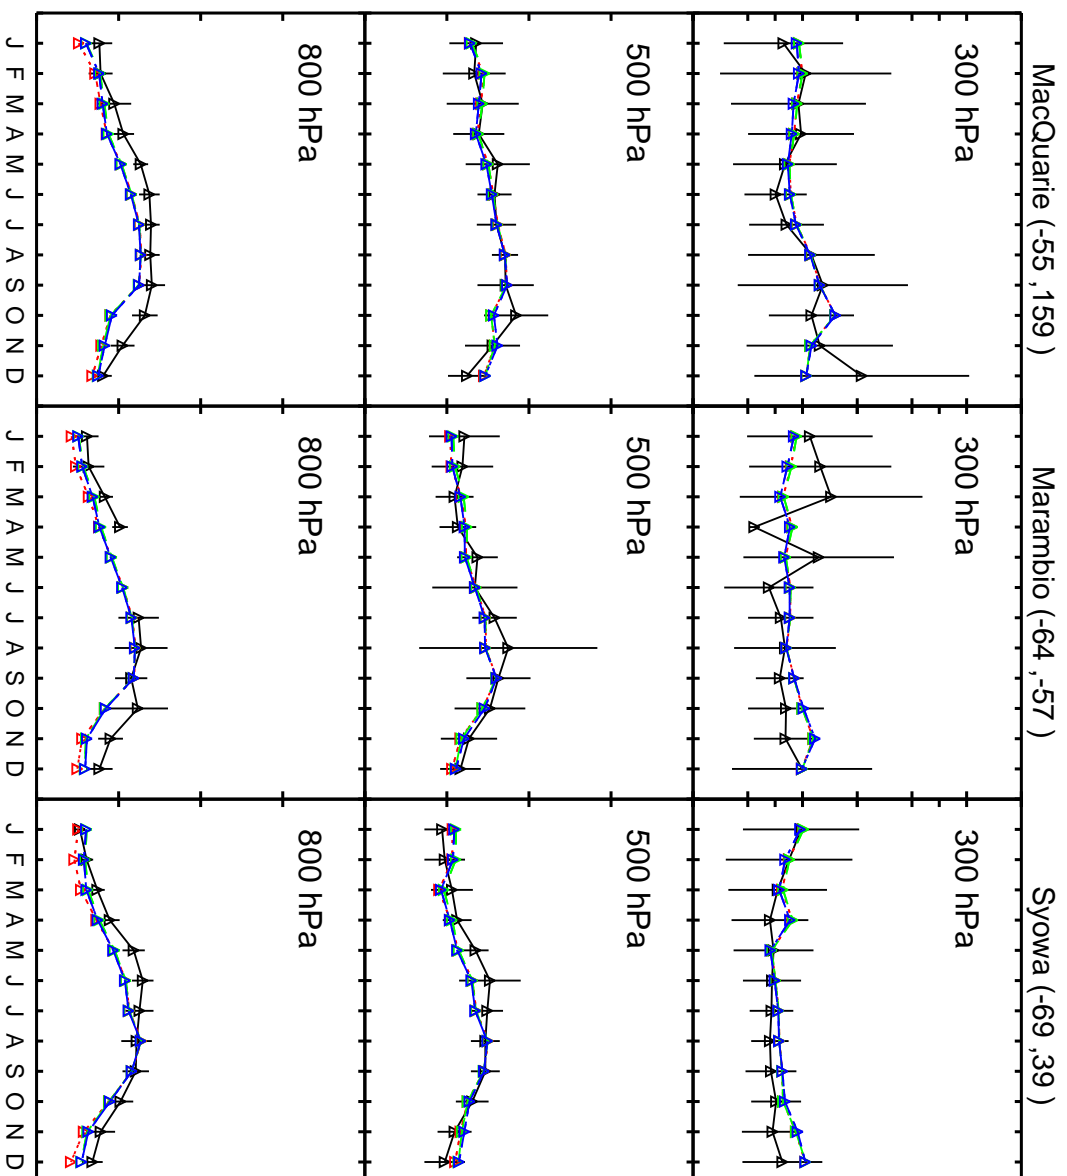 MacQuarie (-55 ,159 )
300 hPa
500 hPa
800 hPa
J F M A M J J A S O N D
Marambio (-64 ,-57 )
300 hPa
500 hPa
800 hPa
J F M A M J J A S O N D
Syowa (-69 ,39 )
300 hPa
500 hPa
800 hPa
J F M A M J J A S O N D